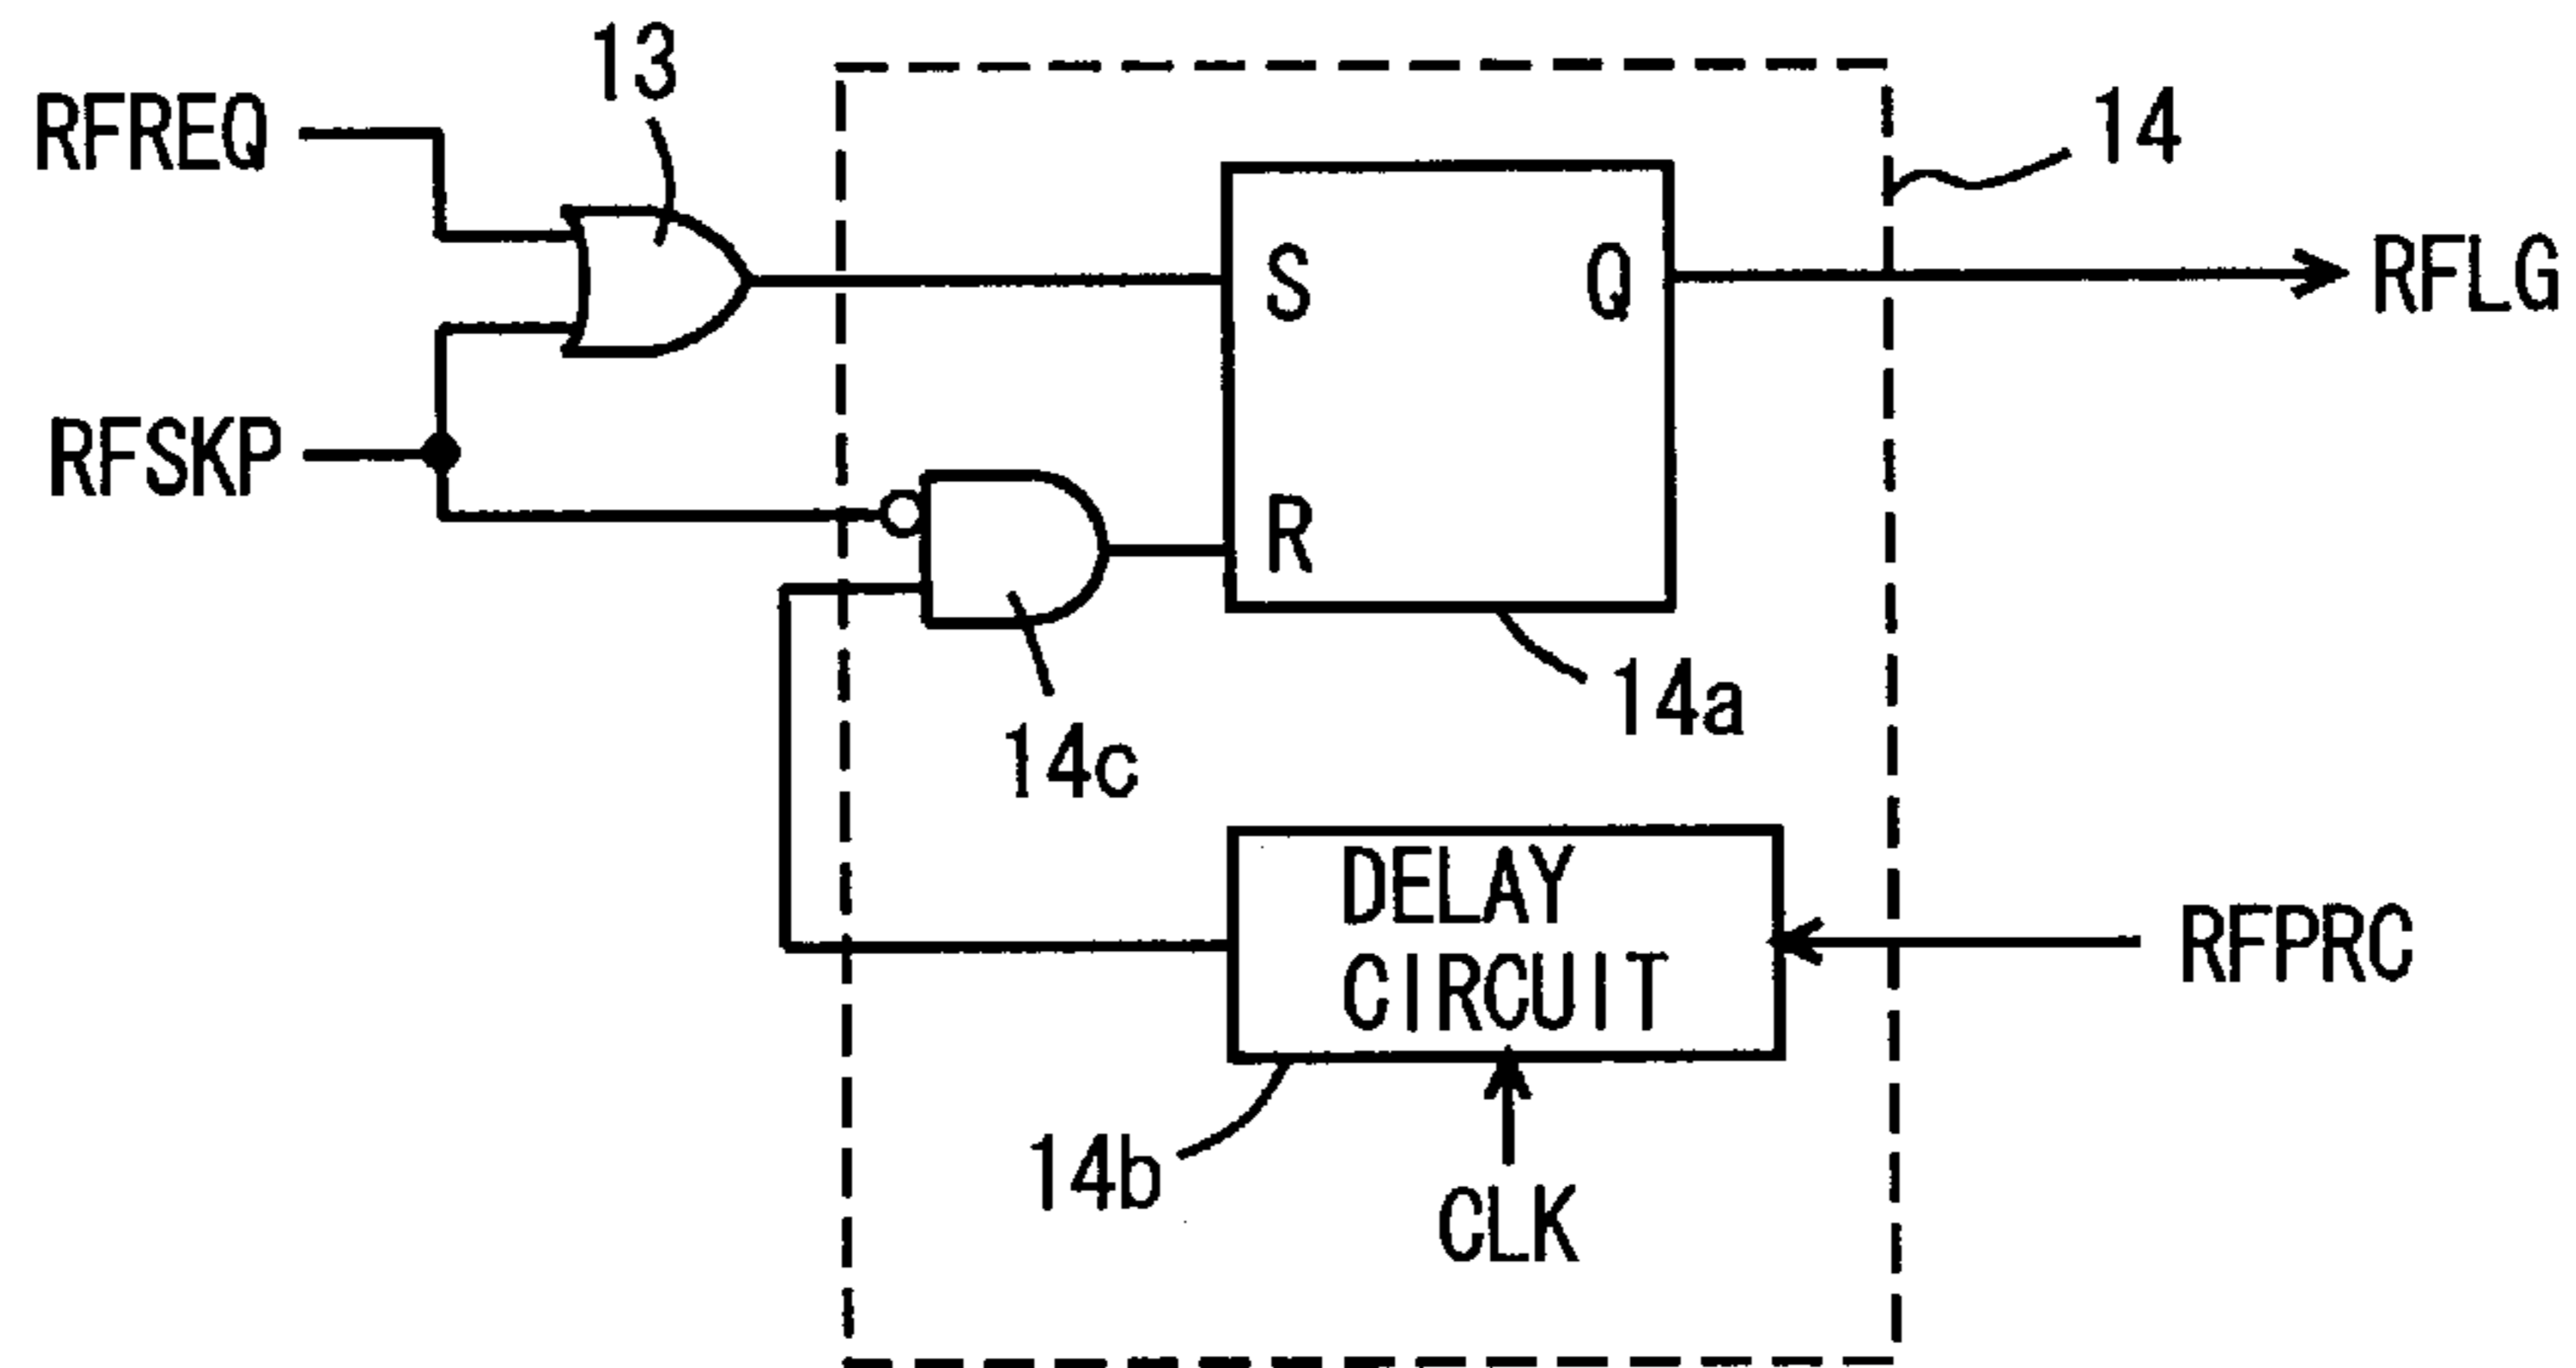 13
RFREQ
14
S
Q
RFLG
RFSKP
R
14a
14c
DELAY
CIRCUIT
RFPRC
14b
CLK